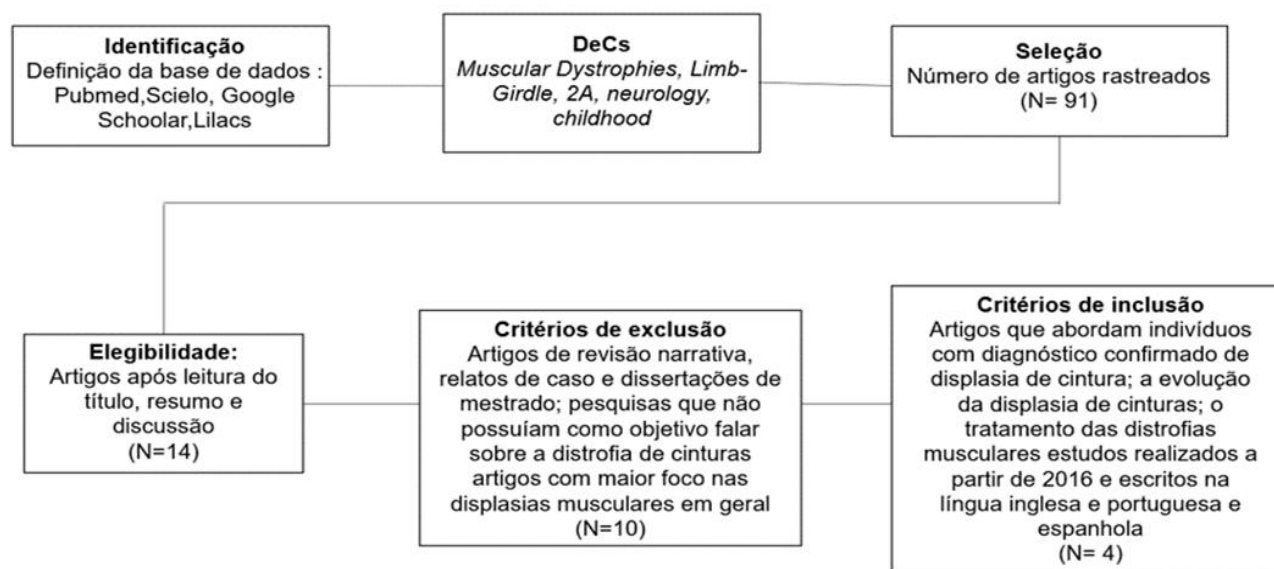 Identificação
Definição da base de dados :
Pubmed,Scielo, Google
Schoolar,Lilacs
DeCs
Muscular Dystrophies, Limb-
Girdle, 2A, neurology,
childhood
Seleção
Número de artigos rastreados
(N= 91)
Elegibilidade:
Artigos após leitura do
título, resumo e
discussão
(N=14)
Critérios de exclusão
Artigos de revisão narrativa,
relatos de caso e dissertações de
mestrado; pesquisas que não
possuíam como objetivo falar
sobre a distrofia de cinturas
artigos com maior foco nas
displasias musculares em geral
(N=10)
Critérios de inclusão
Artigos que abordam indivíduos
com diagnóstico confirmado de
displasia de cintura; a evolução
da displasia de cinturas; o
tratamento das distrofias
musculares estudos realizados a
partir de 2016 e escritos na
língua inglesa e portuguesa e
espanhola
(N= 4)